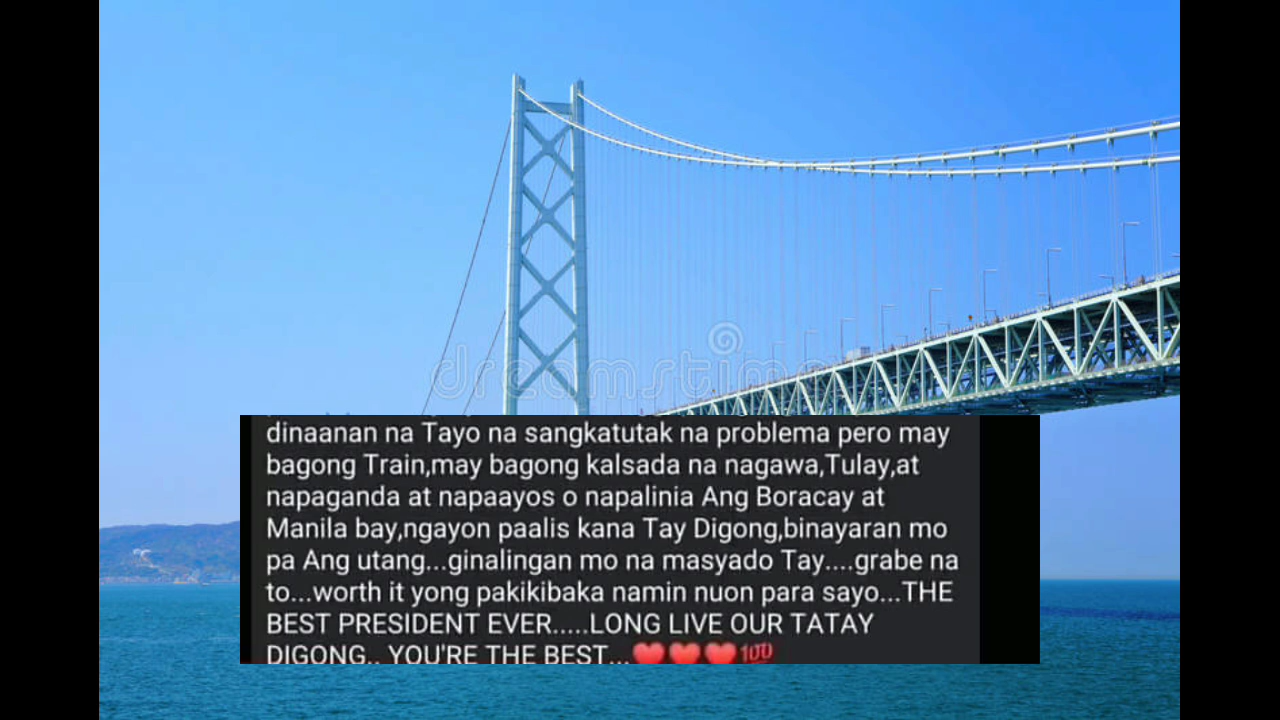 dreamstime
dinaanan na Tayo na sangkatutak na problema pero may
bagong Train,may bagong kalsada na nagawa,Tulay,at
napaganda at napaayos o napalinia Ang Boracay at
Manila bay,ngayon paalis kana Tay Digong,binayaran mo
pa Ang utang...ginalingan mo na masyado Tay....grabe na
to...worth it yong pakikibaka namin nuon para sayo...THE
BEST PRESIDENT EVER.....LONG LIVE OUR TATAY
DIGONG.. YOU'RE THE BEST...❤️❤️❤️💯